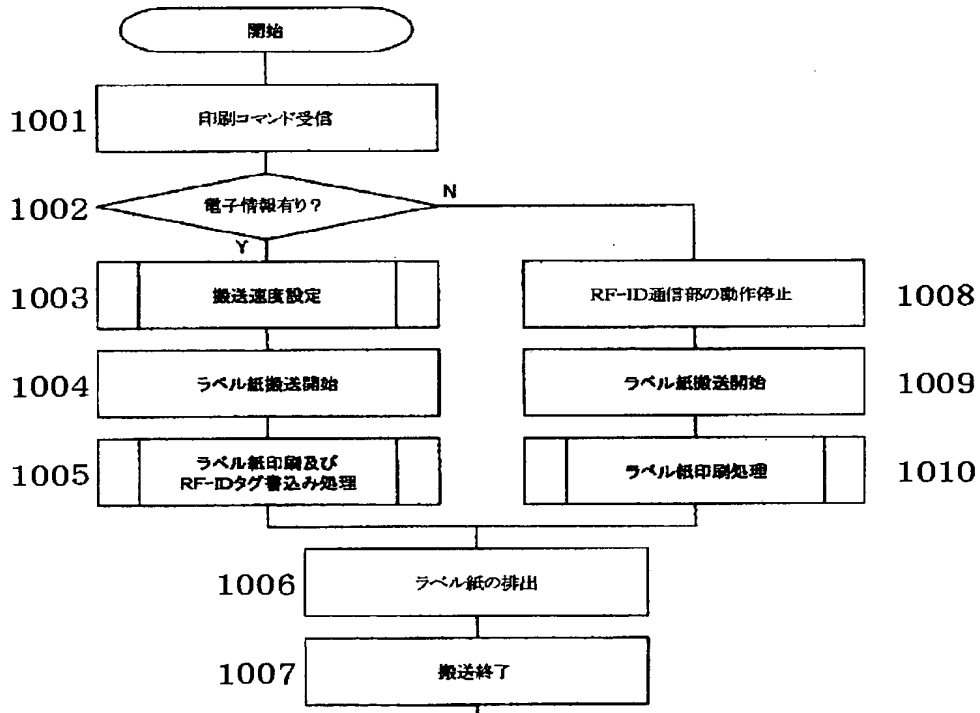 開始
1001
印刷コマンド受信
1002
電子情報有り?
N
Y
1003
搬送速度設定
RF-ID通信部の動作停止
1008
1004
ラベル紙搬送開始
ラベル紙搬送開始
1009
1005
ラベル紙印刷及び
RF-IDタグ書込み処理
ラベル紙印刷処理
1010
1006
ラベル紙の排出
1007
搬送終了